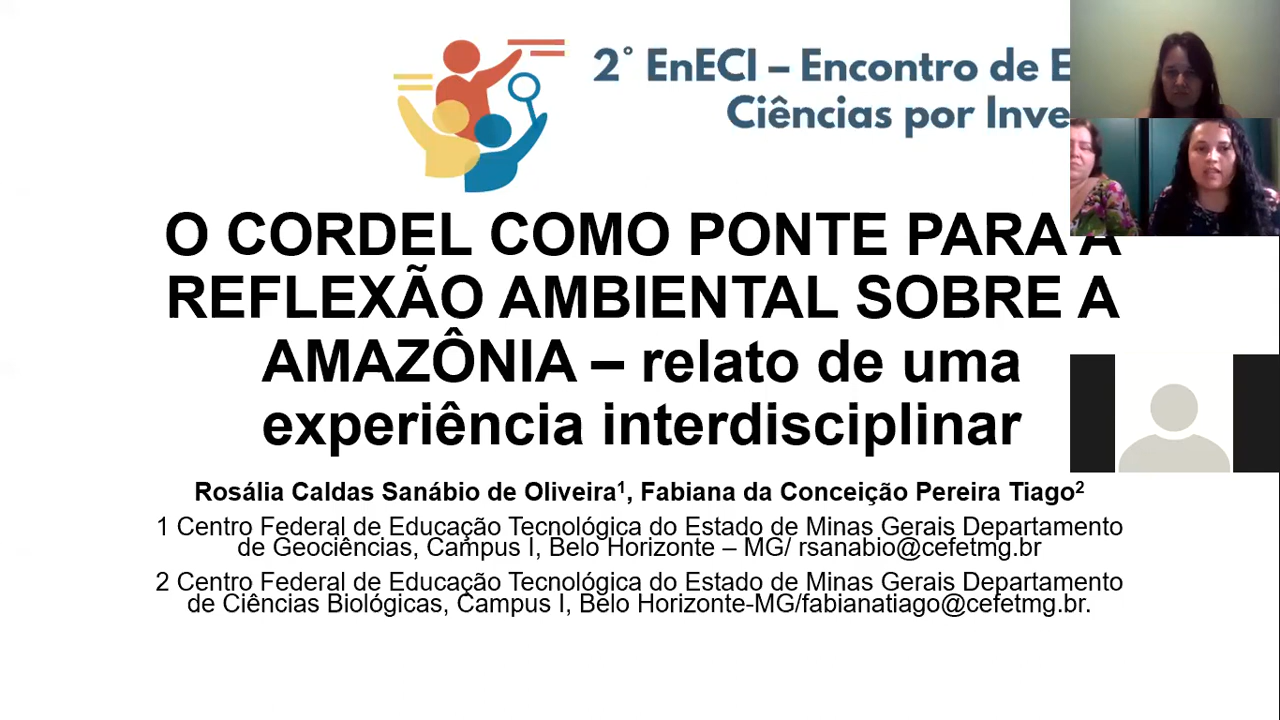 2° EnECI – Encontro de
Ciências por
O CORDEL COMO PONTE PARA A
REFLEXÃO AMBIENTAL SOBRE A
AMAZÔNIA – relato de uma
experiência interdisciplinar
Rosália Caldas Sanábio de Oliveira¹, Fabiana da Conceição Pereira Tiago²
1 Centro Federal de Educação Tecnológica do Estado de Minas Gerais Departamento
de Geociências, Campus I, Belo Horizonte – MG/ rsanabio@cefetmg.br
2 Centro Federal de Educação Tecnológica do Estado de Minas Gerais Departamento
de Ciências Biológicas, Campus I, Belo Horizonte-MG/fabianatiago@cefetmg.br.